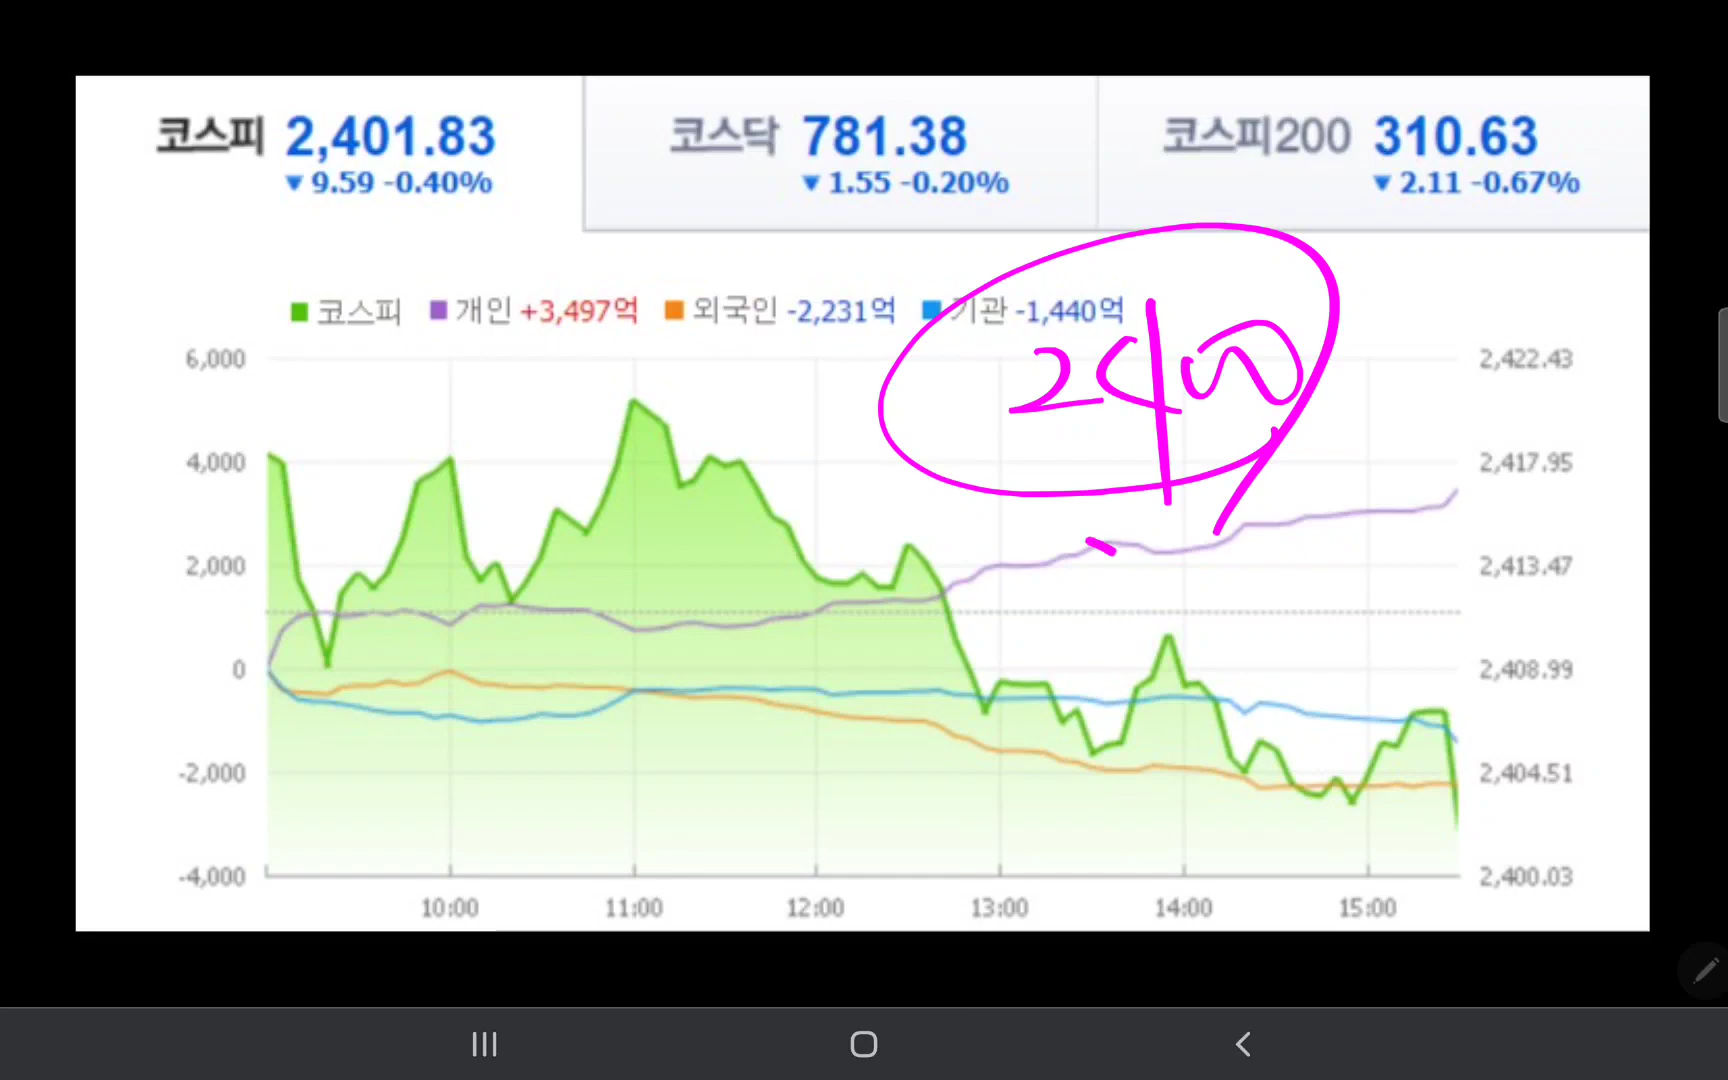 코스피 2,401.83 코스닥 781.38 코스피200 310.63
▼ 9.59 -0.40% ▼ 1.55 -0.20% ▼ 2.11 -0.67%
코스피 개인 +3,497억 외국인 -2,231억 기관 -1,440억
2400
6,000 2,422.43
4,000 2,417.95
2,000 2,413.47
0 2,408.99
-2,000 2,404.51
-4,000 2,400.03
10:00 11:00 12:00 13:00 14:00 15:00